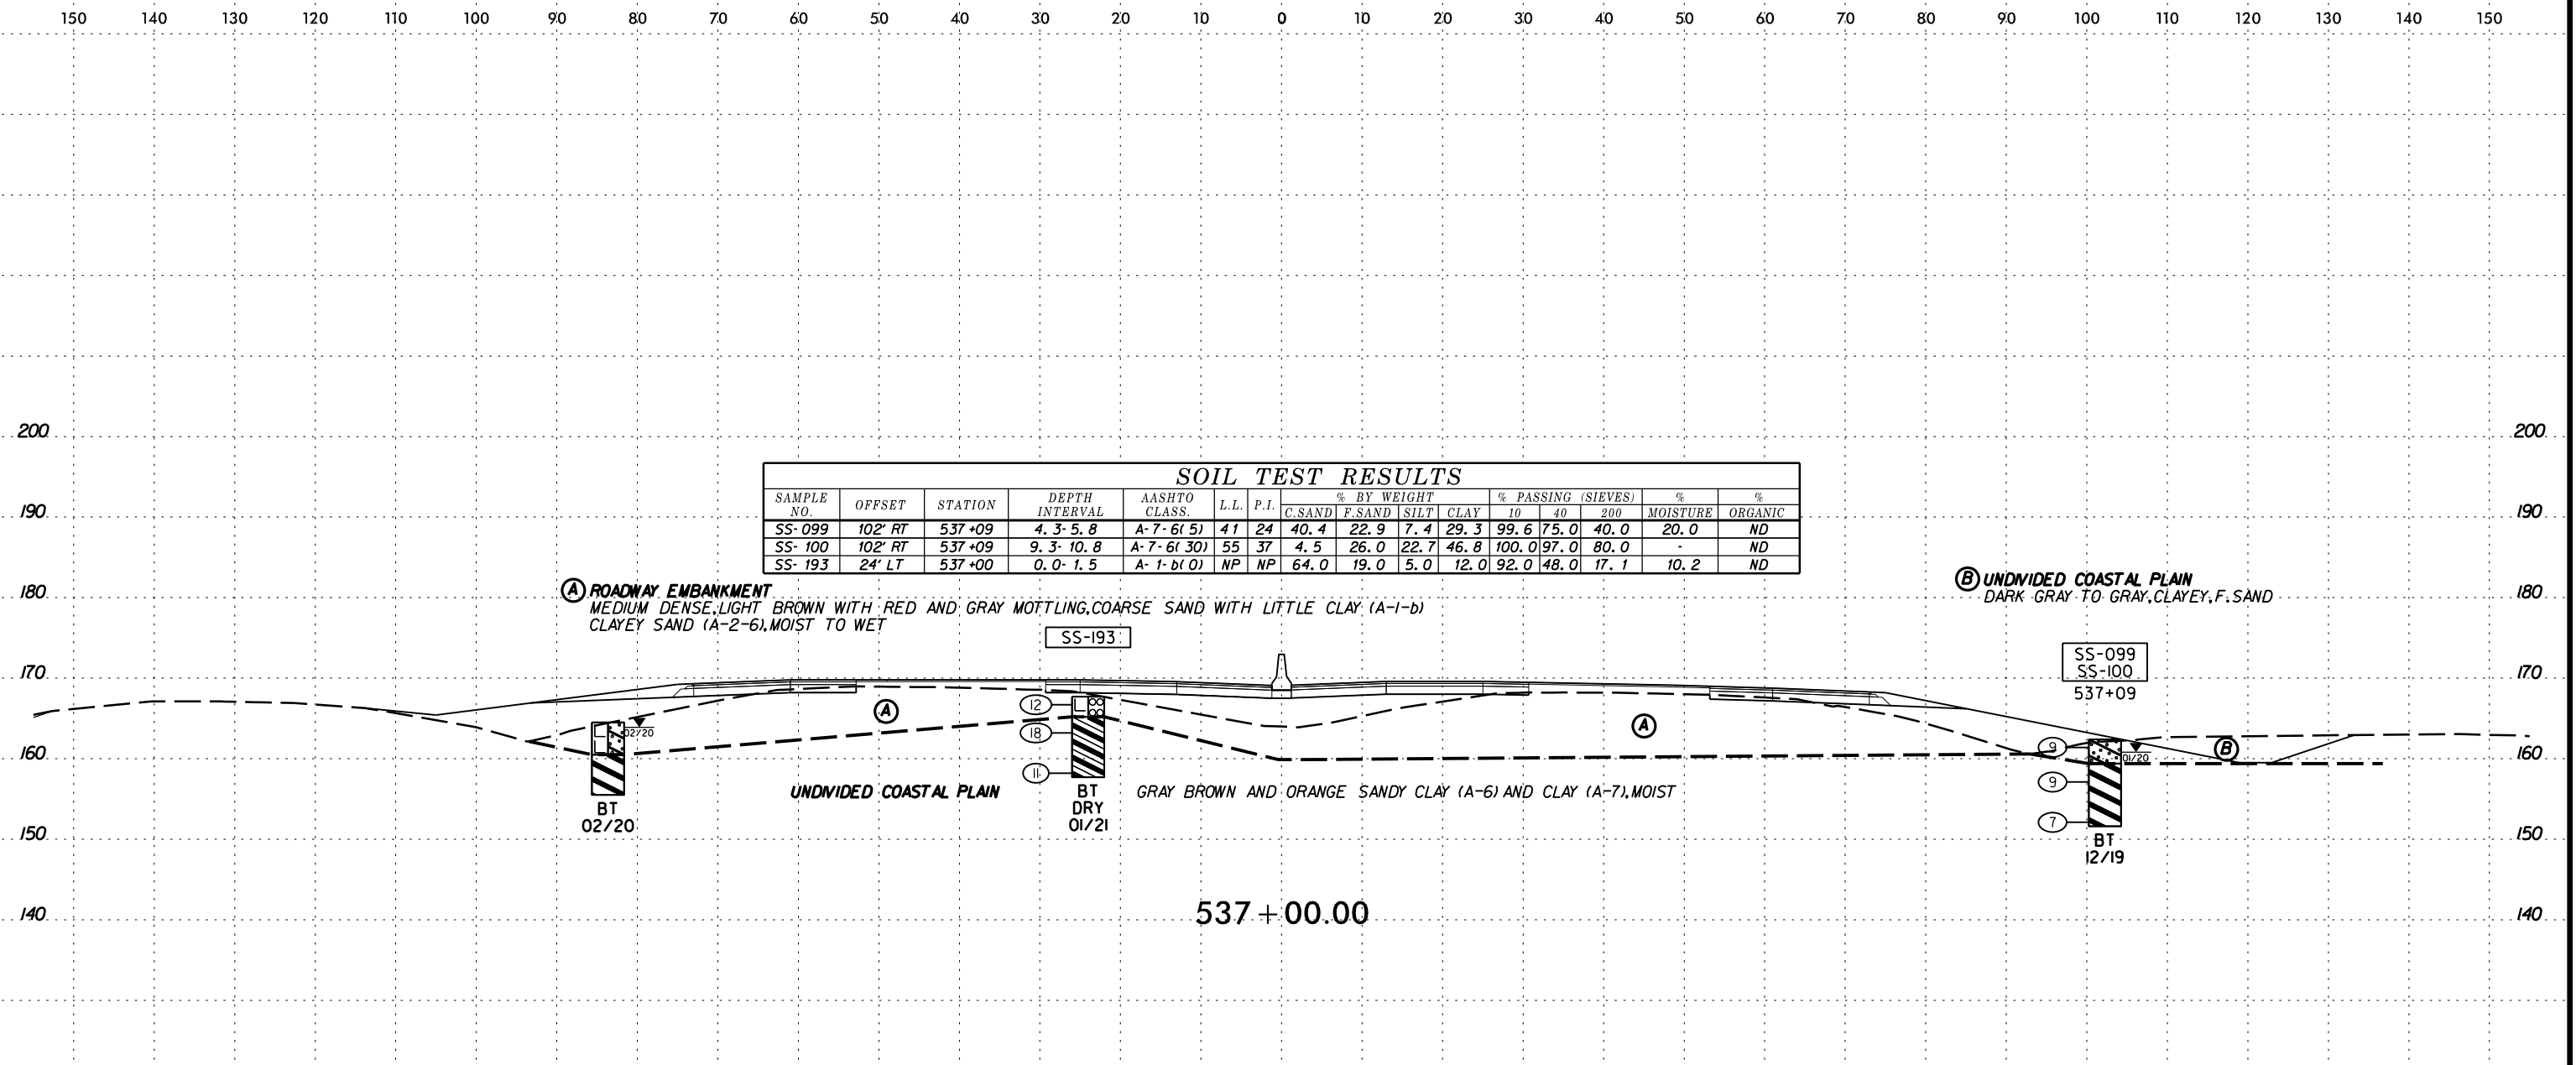 150 140 130 120 110 100 90 80 70 60 50 40 30 20 10 0 10 20 30 40 50 60 70 80 90 100 110 120 130 140 150
200 200
SOIL TEST RESULTS
SAMPLE NO. OFFSET STATION DEPTH INTERVAL AASHTO CLASS. L.L. P.I. % BY WEIGHT % PASSING (SIEVES) % MOISTURE % ORGANIC
C.SAND F.SAND SILT CLAY 10 40 200
190 190
SS-099 102' RT 537+09 4.3-5.8 A-7-6(5) 41 24 40.4 22.9 7.4 29.3 99.6 75.0 40.0 20.0 ND
SS-100 102' RT 537+09 9.3-10.8 A-7-6(30) 55 37 4.5 26.0 22.7 46.8 100.0 97.0 80.0 - ND
SS-193 24' LT 537+00 0.0-1.5 A-1-b(0) NP NP 64.0 19.0 5.0 12.0 92.0 48.0 17.1 10.2 ND
180 180
A ROADWAY EMBANKMENT
MEDIUM DENSE, LIGHT BROWN WITH RED AND GRAY MOTTLING, COARSE SAND WITH LITTLE CLAY (A-1-b)
CLAYEY SAND (A-2-6), MOIST TO WET
B UNDIVIDED COASTAL PLAIN
DARK GRAY TO GRAY, CLAYEY, F. SAND
SS-193
SS-099
SS-100
537+09
170 170
12
A
A
18
02/20
9
B
01/20
160 160
11
9
UNDIVIDED COASTAL PLAIN
GRAY BROWN AND ORANGE SANDY CLAY (A-6) AND CLAY (A-7), MOIST
BT
02/20
BT
DRY
01/21
7
150 150
BT
12/19
537+00.00
140 140